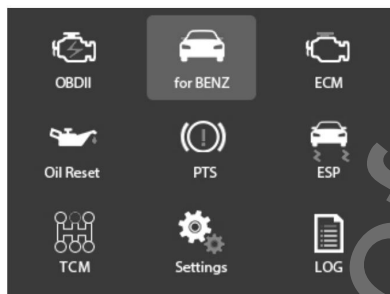 OBDII
for BENZ
ECM
Oil Reset
PTS
ESP
TCM
Settings
LOG